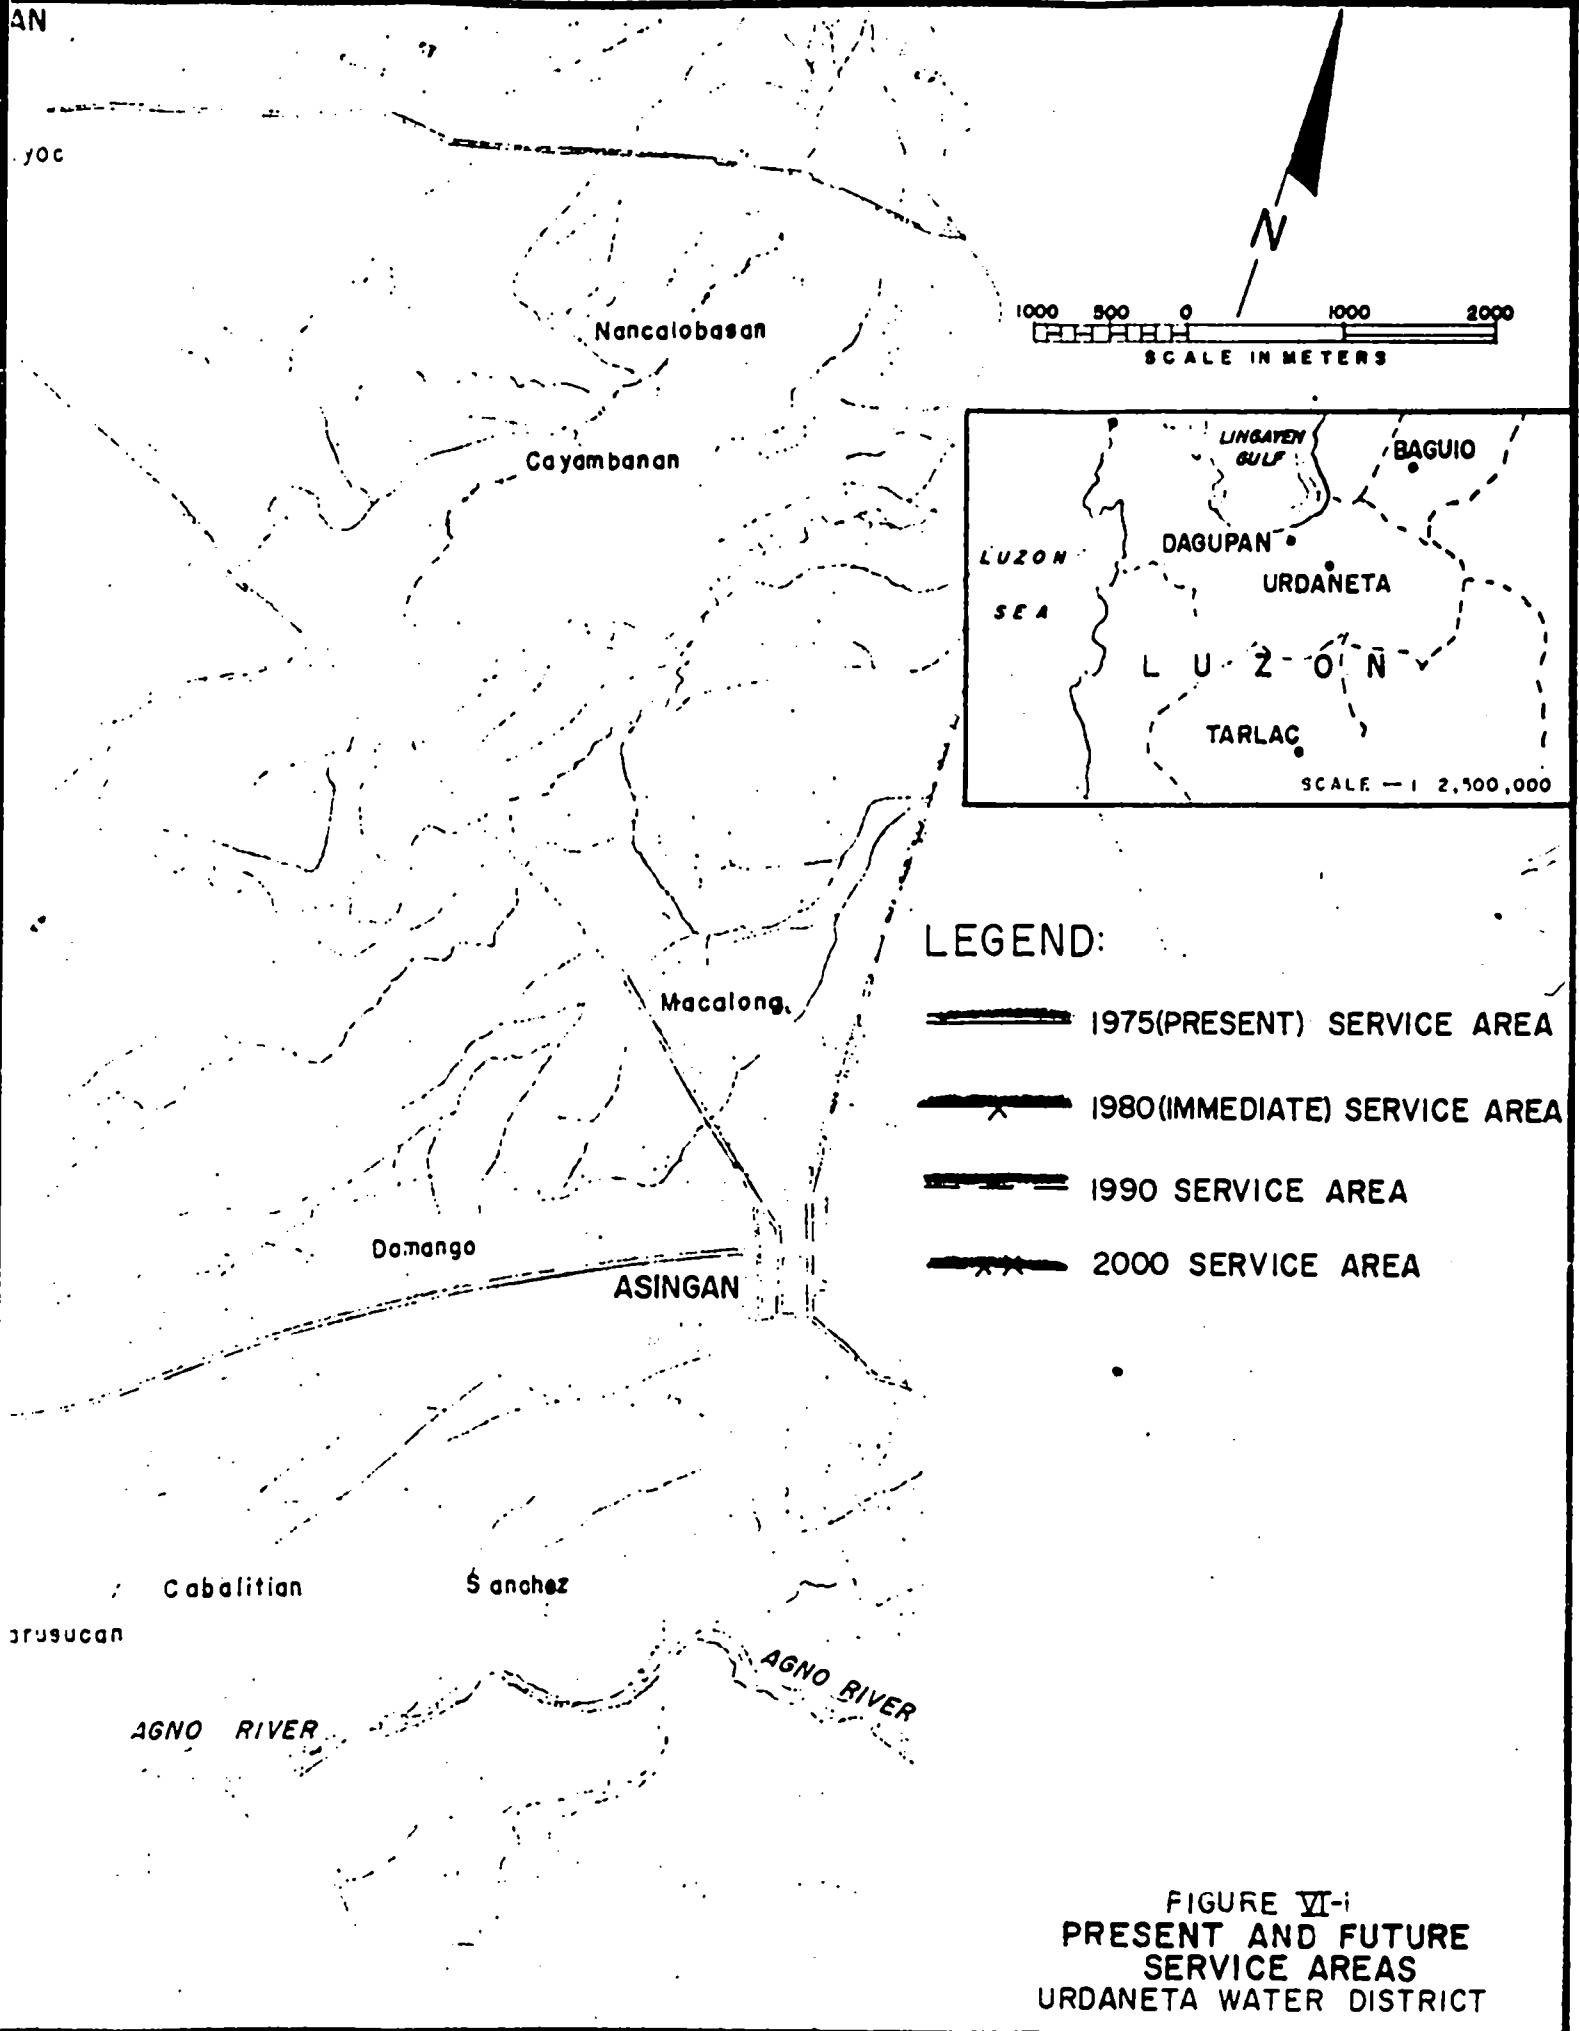 AN
yoc
N
1000 500 0 1000 2000
SCALE IN METERS
Nancalobasan
Cayambanan
LINGAYEN
GULF
BAGUIO
DAGUPAN
LUZON
SEA
URDANETA
LUZON
TARLAC
SCALE — 1 2,500,000
LEGEND:
Macalong
1975(PRESENT) SERVICE AREA
1980(IMMEDIATE) SERVICE AREA
1990 SERVICE AREA
2000 SERVICE AREA
Domango
ASINGAN
Cabalitian
Sanchez
arusucan
AGNO RIVER
AGNO RIVER
FIGURE VI-i
PRESENT AND FUTURE
SERVICE AREAS
URDANETA WATER DISTRICT